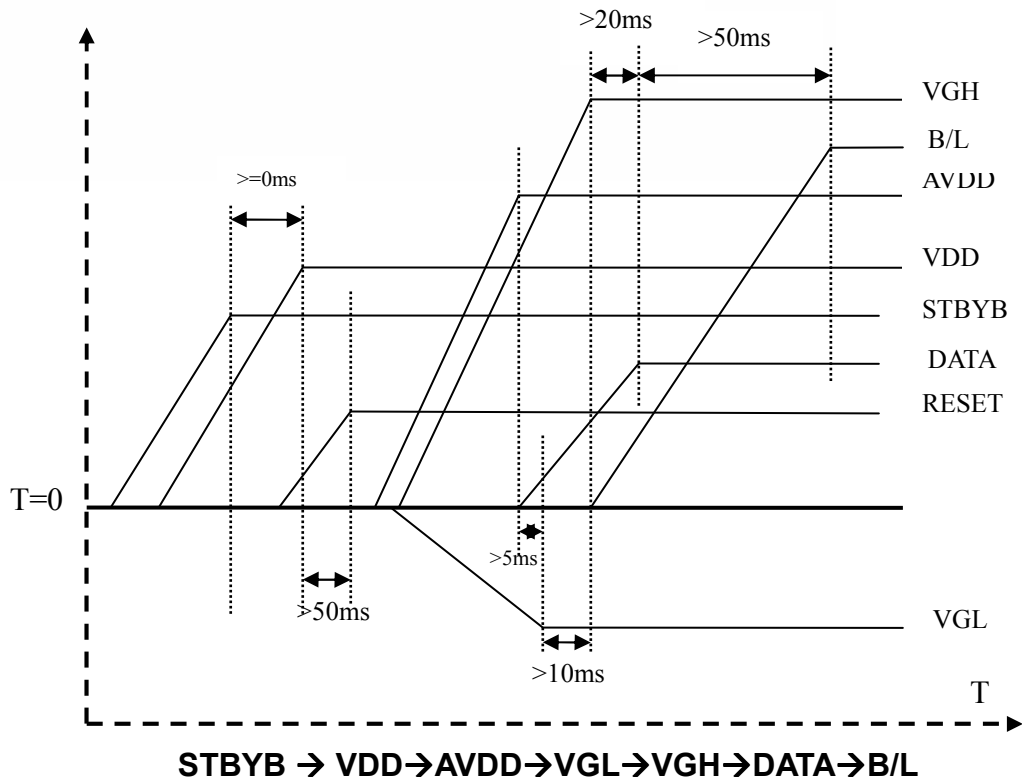 >20ms
>50ms
VGH
B/L
>=0ms
AVDD
VDD
STBYB
DATA
RESET
T=0
>5ms
>50ms
VGL
>10ms
T
STBYB → VDD→AVDD→VGL→VGH→DATA→B/L